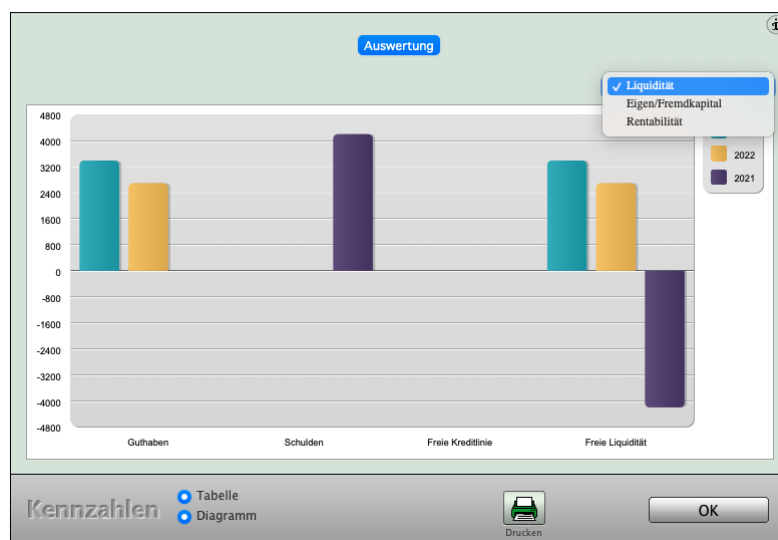 Auswertung
✓ Liquidität
Eigen/Fremdkapital
Rentabilität
2022
2021
4800
4000
3200
2400
1600
800
0
-800
-1600
-2400
-3200
-4000
-4800
Guthaben
Schulden
Freie Kreditlinie
Freie Liquidität
Kennzahlen
Tabelle
Diagramm
Drucken
OK